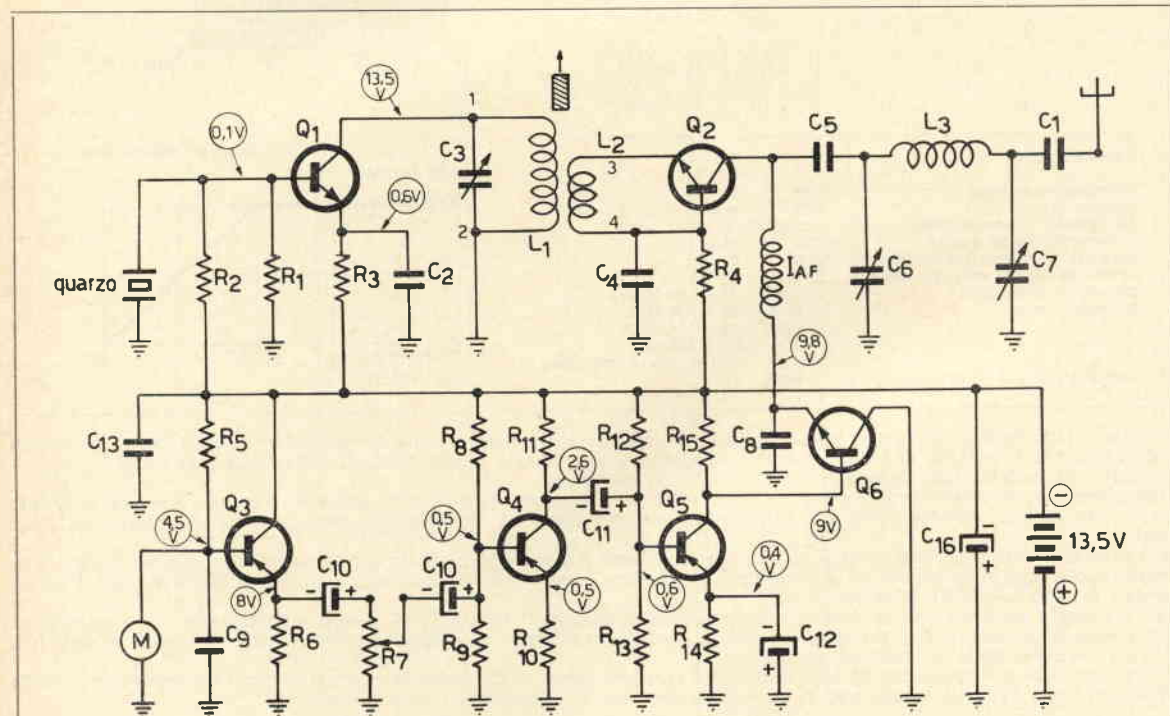 13,5 V
1
0,1V
Q1
C3
L2
3
Q2
C5
L3
C1
0,6V
2
L1
4
quarzo
R2
R1
R3
C2
C4
R4
IAF
C6
C7
9,8 V
C13
R5
R8
R11
R12
R15
C8
Q6
2,6 V
4,5 V
Q3
0,5 V
Q4
C11
Q5
9V
C16
−
+
13,5V
8V
C10
C10
0,5 V
0,6 V
0,4 V
M
C9
R6
R7
R9
R10
R13
R14
C12